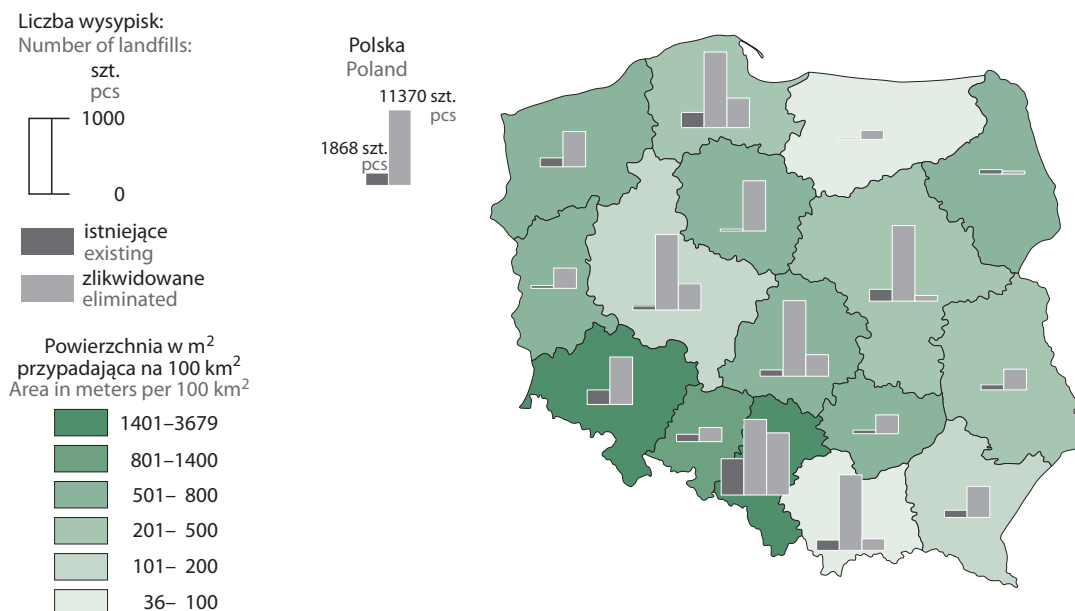 Liczba wysypisk:
Number of landfills:
szt.
pcs
1000
0
istniejące
existing
zlikwidowane
eliminated
Polska
Poland
11370 szt.
pcs
1868 szt.
pcs
Powierzchnia w m²
przypadająca na 100 km²
Area in meters per 100 km²
1401–3679
801–1400
501– 800
201– 500
101– 200
36– 100